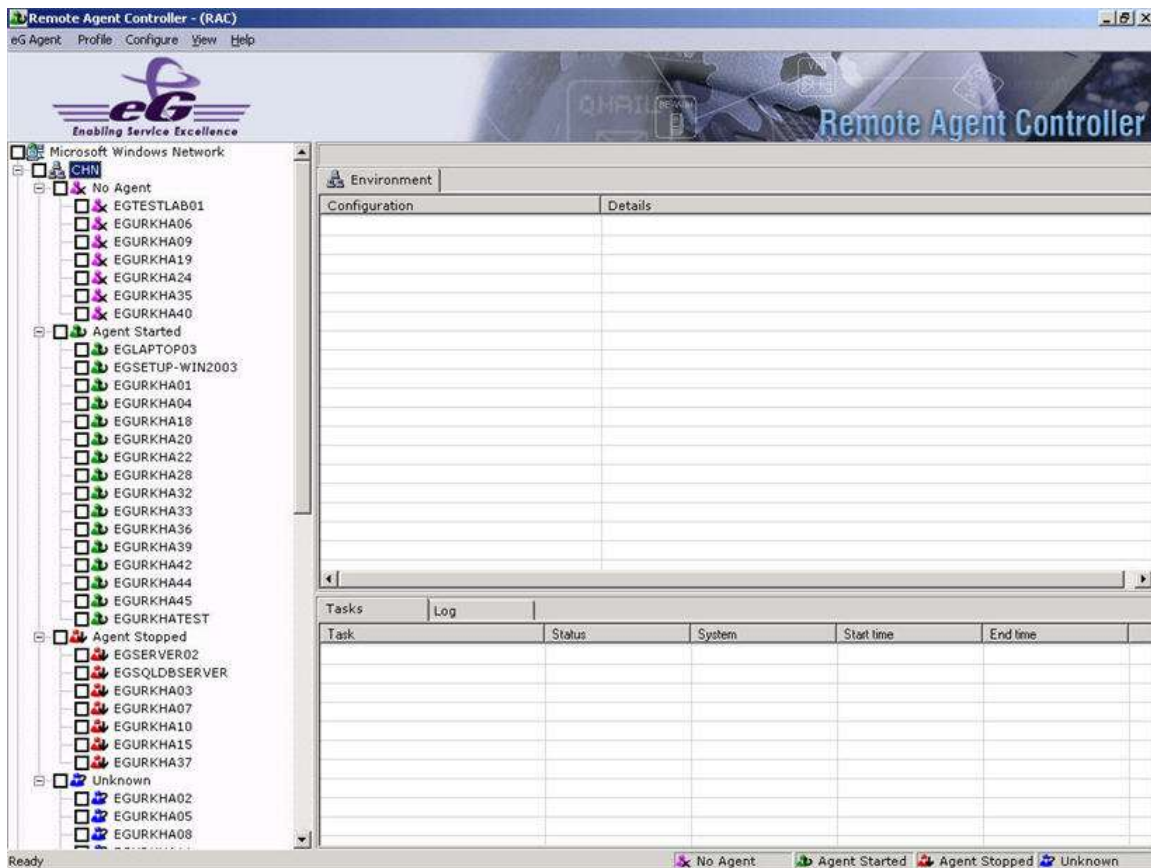 Remote Agent Controller - (RAC)
eG Agent Profile Configure View Help
eG
Enabling Service Excellence
Remote Agent Controller
Microsoft Windows Network
CHN
No Agent
EGTESTLAB01
EGURKHA06
EGURKHA09
EGURKHA19
EGURKHA24
EGURKHA35
EGURKHA40
Agent Started
EGLAPTOP03
EGSETUP-WIN2003
EGURKHA01
EGURKHA04
EGURKHA18
EGURKHA20
EGURKHA22
EGURKHA28
EGURKHA32
EGURKHA33
EGURKHA36
EGURKHA39
EGURKHA42
EGURKHA44
EGURKHA45
EGURKHATEST
Agent Stopped
EGSERVER02
EGSQLDBSERVER
EGURKHA03
EGURKHA07
EGURKHA10
EGURKHA15
EGURKHA37
Unknown
EGURKHA02
EGURKHA05
EGURKHA08
Environment
Configuration Details
Tasks Log
Task Status System Start time End time
Ready No Agent Agent Started Agent Stopped Unknown